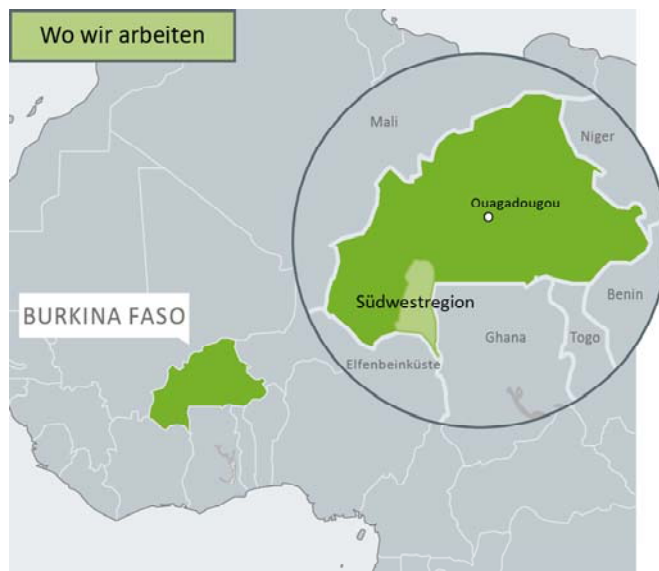 Wo wir arbeiten
Mali
Niger
Ouagadougou
Benin
Südwestregion
BURKINA FASO
Ghana
Togo
Elfenbeinküste